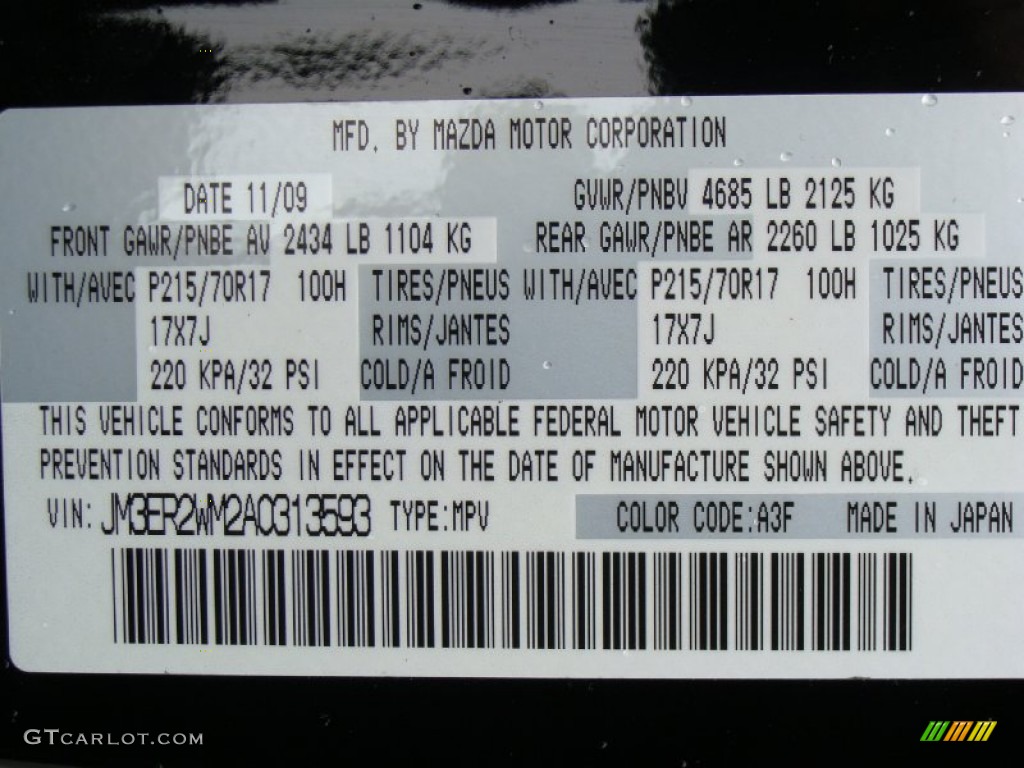 MFD. BY MAZDA MOTOR CORPORATION
DATE 11/09 GVWR/PNBV 4685 LB 2125 KG
FRONT GAWR/PNBE AV 2434 LB 1104 KG REAR GAWR/PNBE AR 2260 LB 1025 KG
WITH/AVEC P215/70R17 100H TIRES/PNEUS WITH/AVEC P215/70R17 100H TIRES/PNEUS
17X7J RIMS/JANTES 17X7J RIMS/JANTES
220 KPA/32 PSI COLD/A FROID 220 KPA/32 PSI COLD/A FROID
THIS VEHICLE CONFORMS TO ALL APPLICABLE FEDERAL MOTOR VEHICLE SAFETY AND THEFT
PREVENTION STANDARDS IN EFFECT ON THE DATE OF MANUFACTURE SHOWN ABOVE.
VIN: JM3ER2WM2A0313593 TYPE:MPV COLOR CODE:A3F MADE IN JAPAN
GTCARLOT.COM